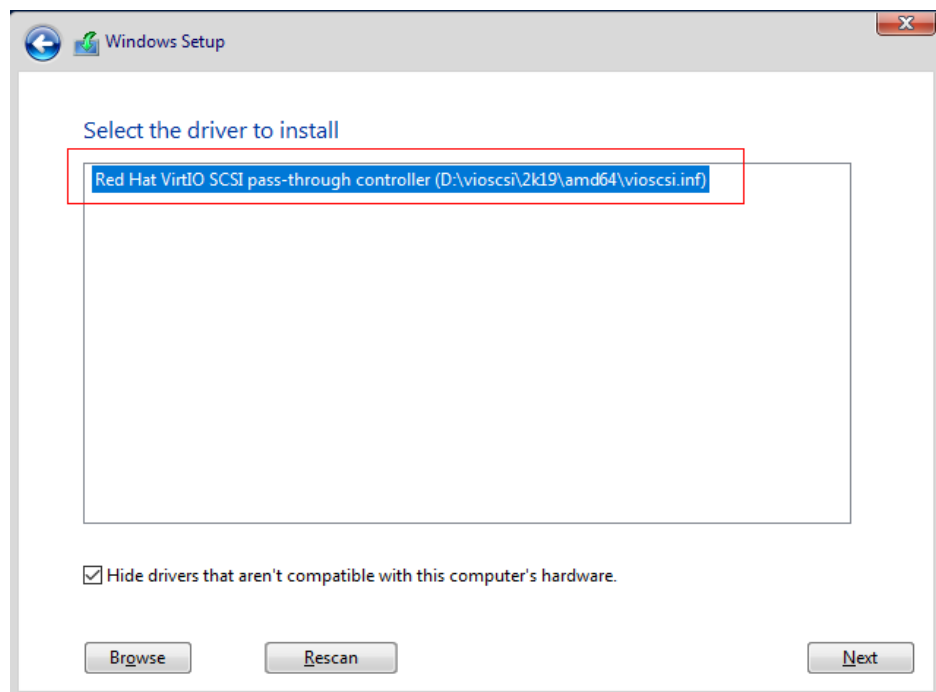 Windows Setup
Select the driver to install
Red Hat VirtIO SCSI pass-through controller (D:\vioscsi\2k19\amd64\vioscsi.inf)
Hide drivers that aren't compatible with this computer's hardware.
Browse Rescan Next